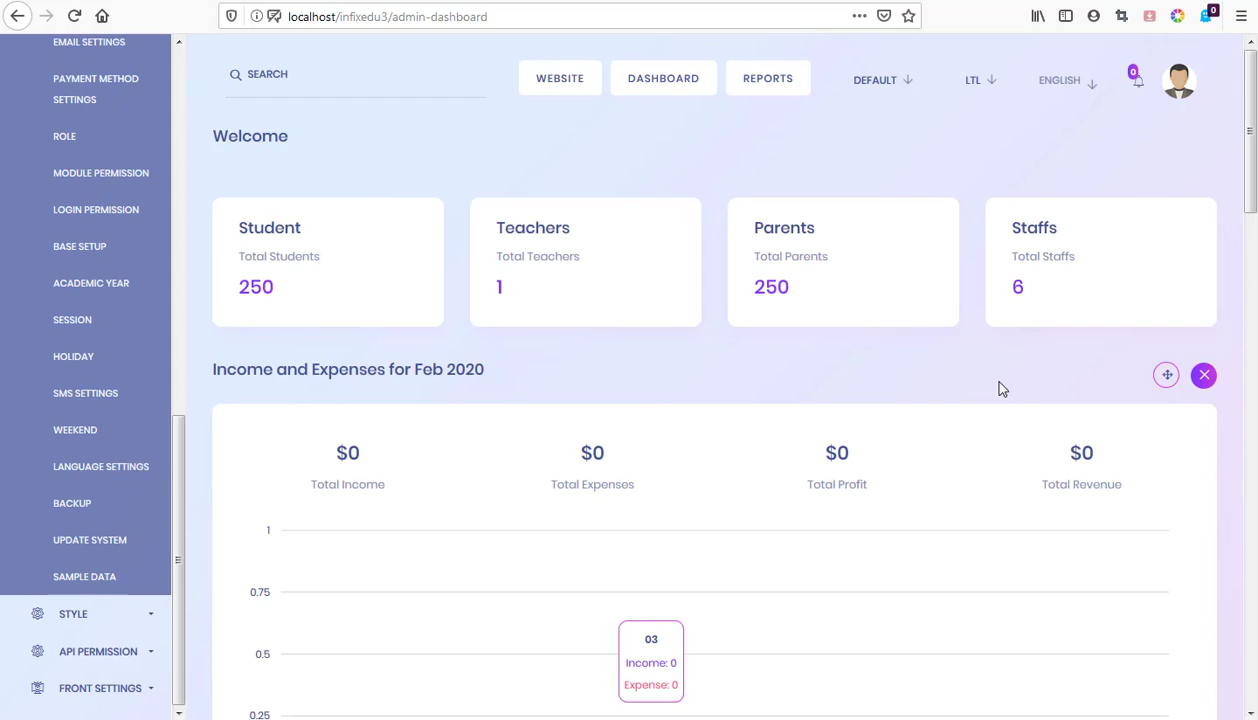 localhost/infixedu3/admin-dashboard
0
EMAIL SETTINGS
PAYMENT METHOD
SETTINGS
ROLE
MODULE PERMISSION
LOGIN PERMISSION
BASE SETUP
ACADEMIC YEAR
SESSION
HOLIDAY
SMS SETTINGS
WEEKEND
LANGUAGE SETTINGS
BACKUP
UPDATE SYSTEM
SAMPLE DATA
STYLE
API PERMISSION
FRONT SETTINGS
SEARCH
WEBSITE
DASHBOARD
REPORTS
DEFAULT
LTL
ENGLISH
0
Welcome
Student
Total Students
250
Teachers
Total Teachers
1
Parents
Total Parents
250
Staffs
Total Staffs
6
Income and Expenses for Feb 2020
$0
Total Income
$0
Total Expenses
$0
Total Profit
$0
Total Revenue
1
0.75
0.5
0.25
03
Income: 0
Expense: 0